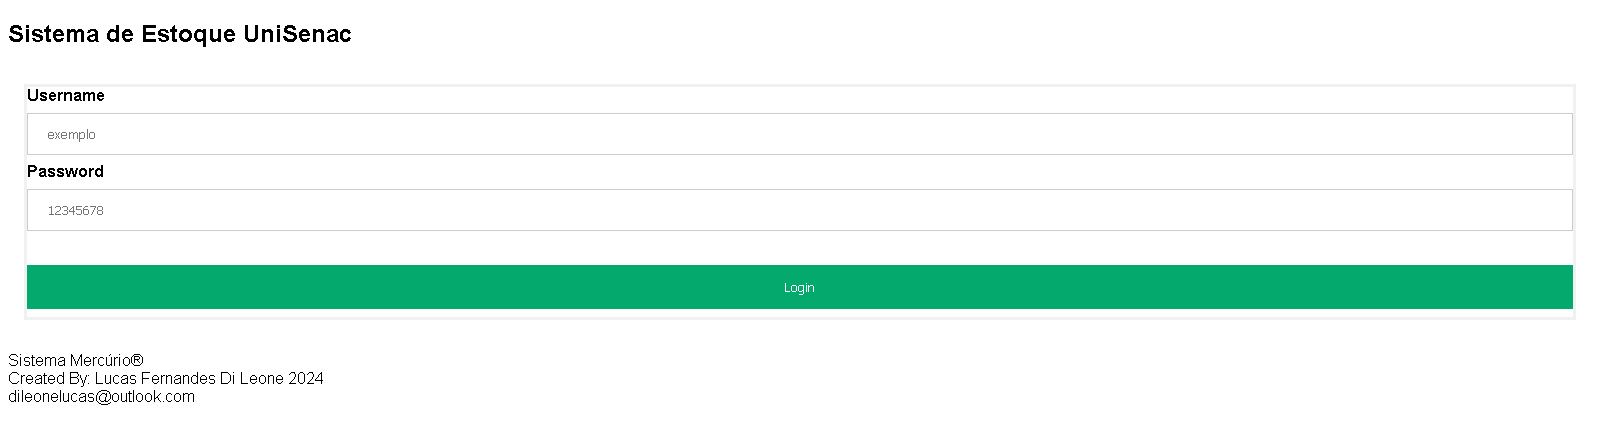 Sistema de Estoque UniSenac
Username
exemplo
Password
12345678
Login
Sistema Mercúrio®
Created By: Lucas Fernandes Di Leone 2024
dileonelucas@outlook.com